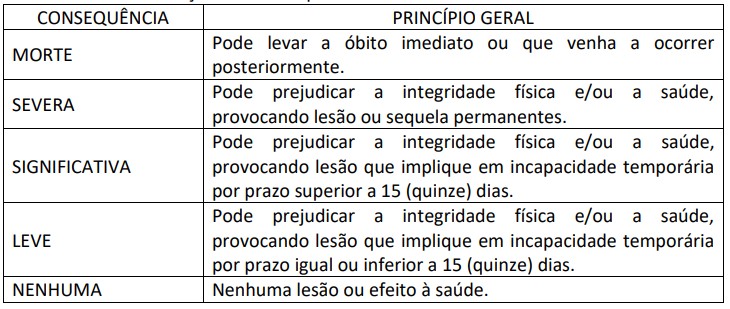 CONSEQUÊNCIA PRINCÍPIO GERAL
MORTE
Pode levar a óbito imediato ou que venha a ocorrer
posteriormente.
SEVERA
Pode prejudicar a integridade física e/ou a saúde,
provocando lesão ou sequela permanentes.
SIGNIFICATIVA
Pode prejudicar a integridade física e/ou a saúde,
provocando lesão que implique em incapacidade temporária
por prazo superior a 15 (quinze) dias.
LEVE
Pode prejudicar a integridade física e/ou a saúde,
provocando lesão que implique em incapacidade temporária
por prazo igual ou inferior a 15 (quinze) dias.
NENHUMA
Nenhuma lesão ou efeito à saúde.